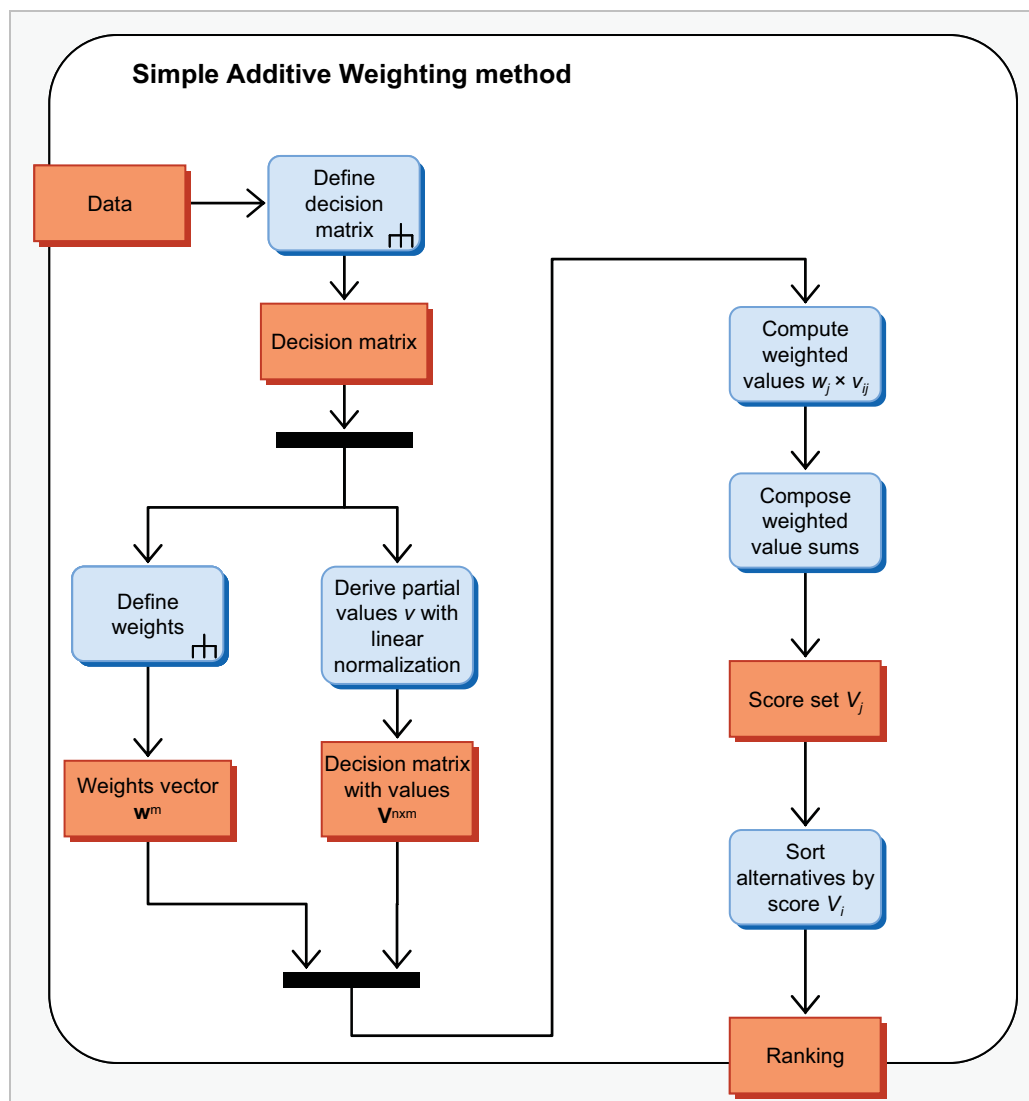 Simple Additive Weighting method
Data
Define
decision
matrix
Decision matrix
Define
weights
Derive partial
values v with
linear
normalization
Weights vector
wᵐ
Decision matrix
with values
Vⁿˣᵐ
Compute
weighted
values wⱼ × vᵢⱼ
Compose
weighted
value sums
Score set Vⱼ
Sort
alternatives by
score Vᵢ
Ranking